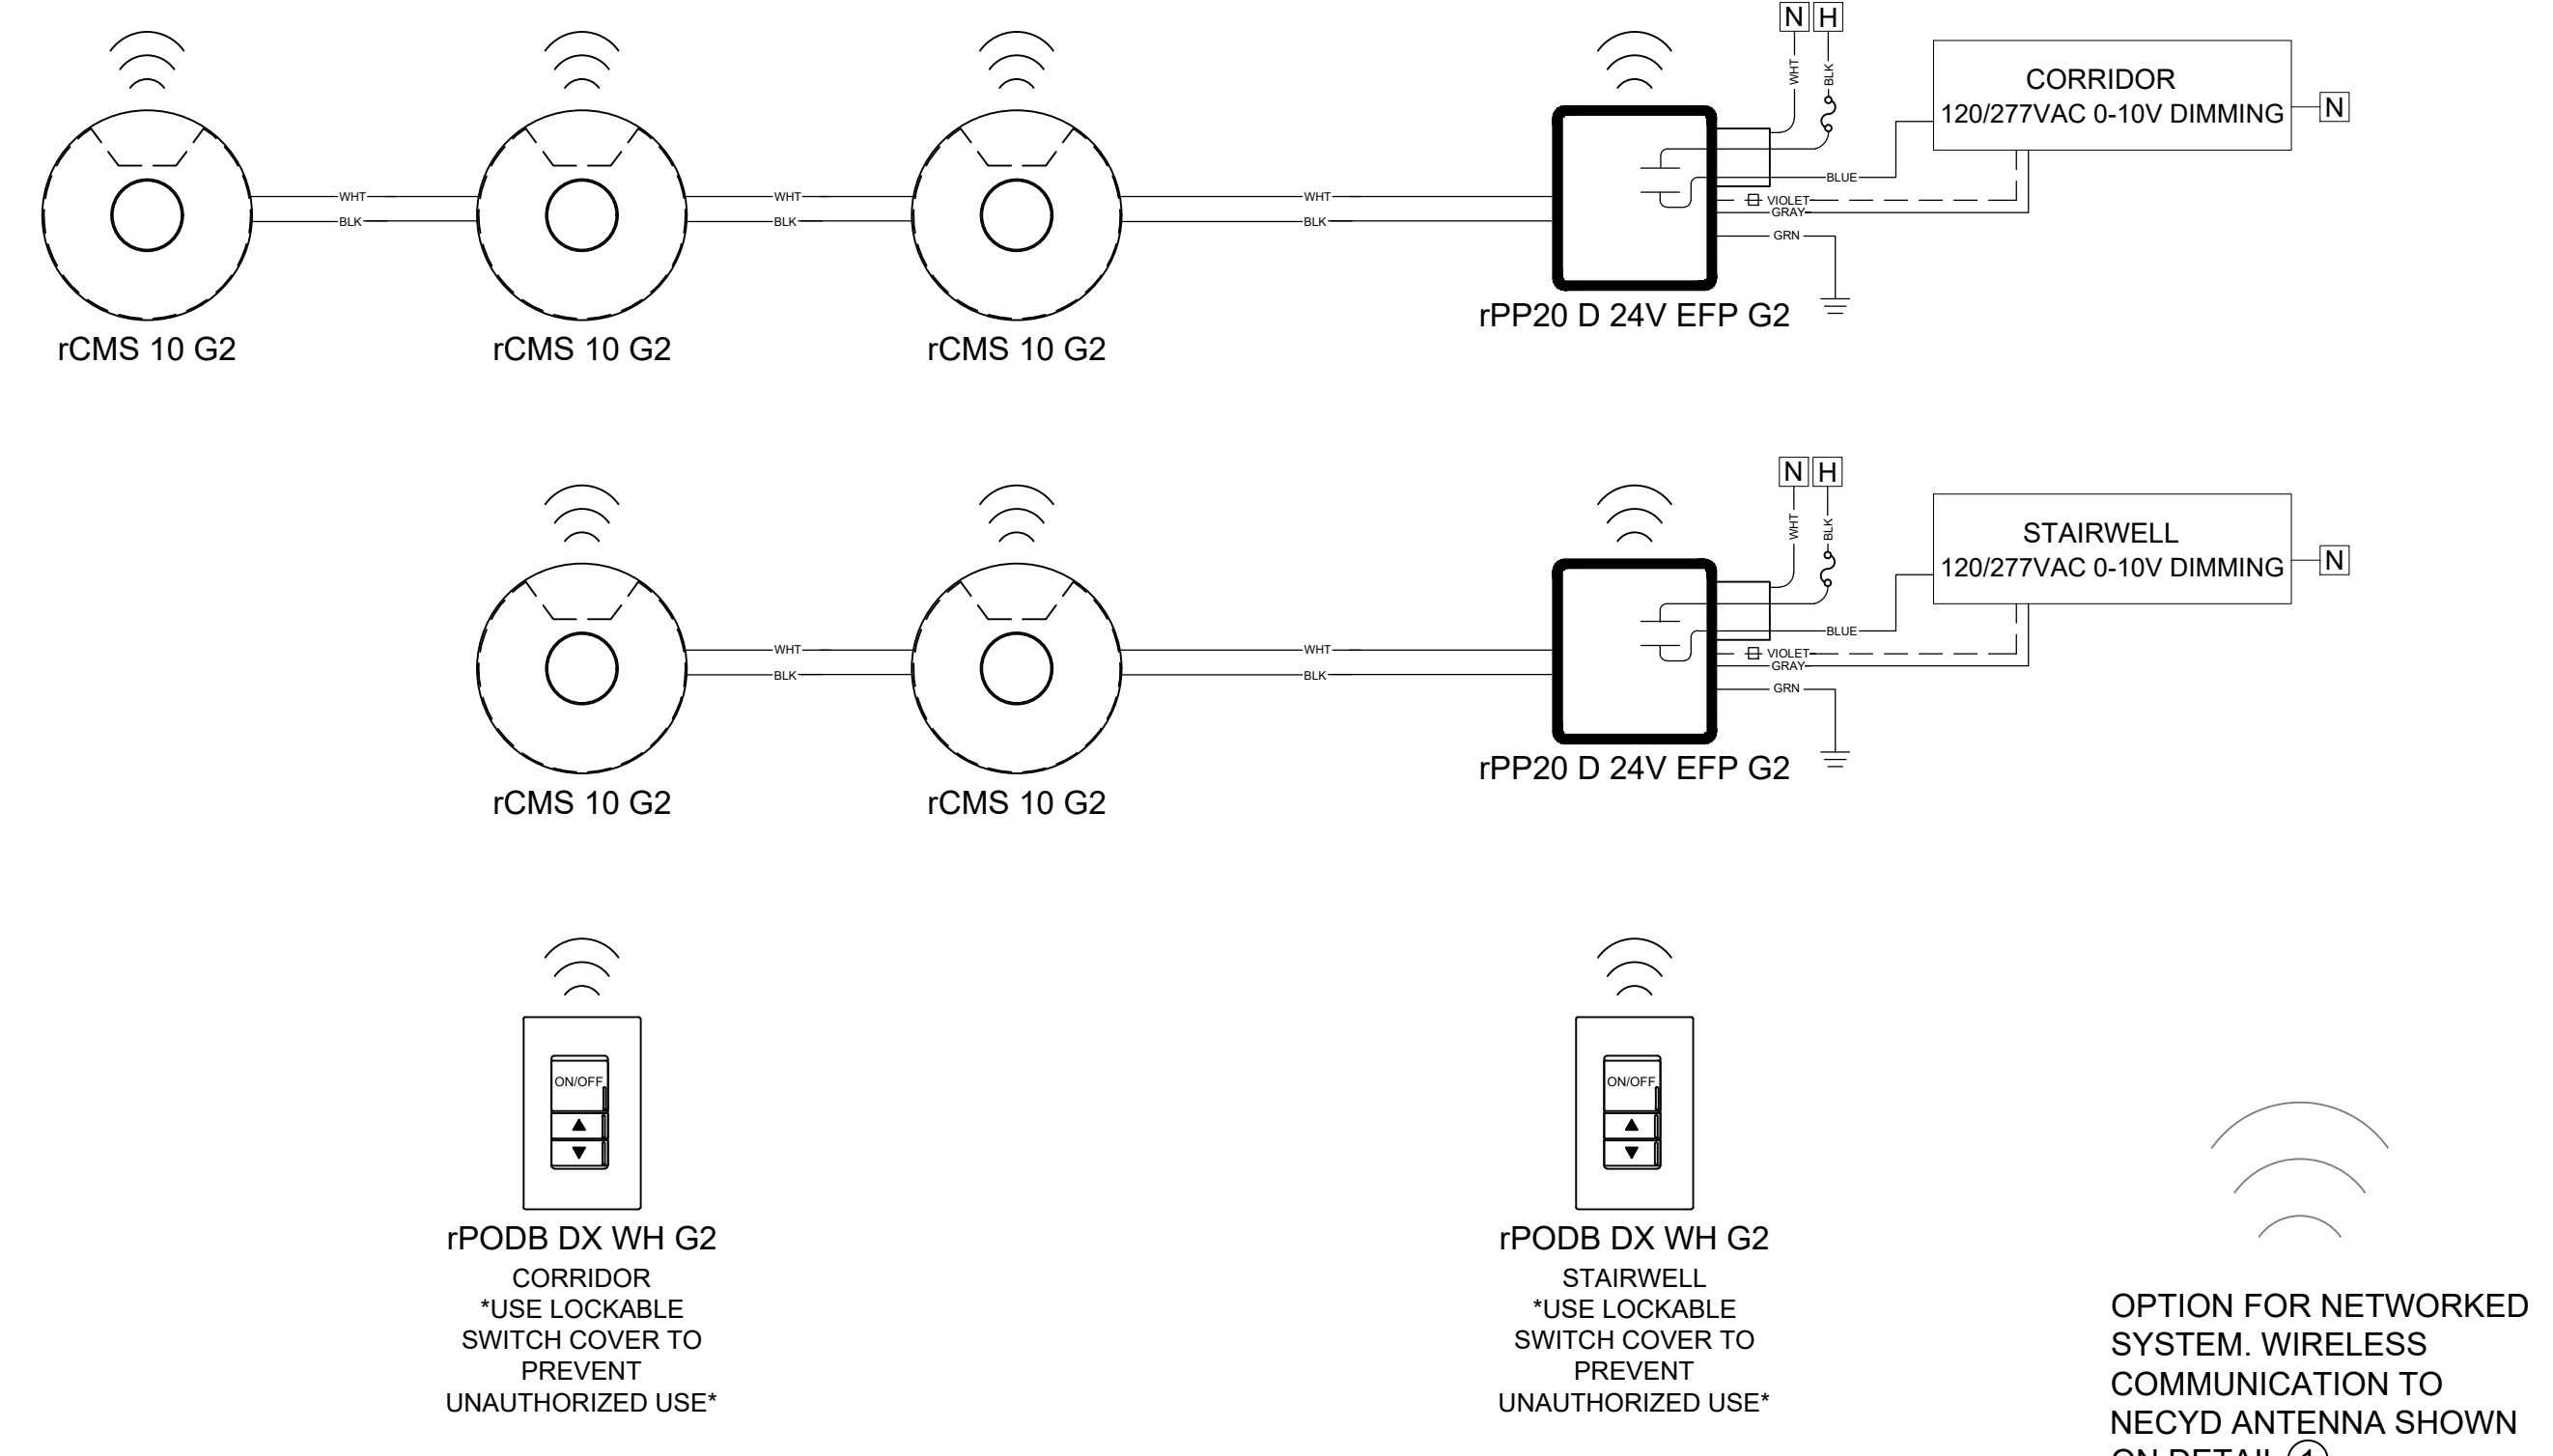 N H
WHT BLK
CORRIDOR
120/277VAC 0-10V DIMMING
N
WHT WHT WHT
BLK BLK BLK
BLUE
VIOLET
GRAY
GRN
rPP20 D 24V EFP G2
rCMS 10 G2 rCMS 10 G2 rCMS 10 G2
N H
WHT BLK
STAIRWELL
120/277VAC 0-10V DIMMING
N
WHT WHT
BLK BLK
BLUE
VIOLET
GRAY
GRN
rPP20 D 24V EFP G2
rCMS 10 G2 rCMS 10 G2
ON/OFF
rPODB DX WH G2
CORRIDOR
*USE LOCKABLE
SWITCH COVER TO
PREVENT
UNAUTHORIZED USE*
ON/OFF
rPODB DX WH G2
STAIRWELL
*USE LOCKABLE
SWITCH COVER TO
PREVENT
UNAUTHORIZED USE*
OPTION FOR NETWORKED
SYSTEM. WIRELESS
COMMUNICATION TO
NECYD ANTENNA SHOWN
ON DETAIL 1